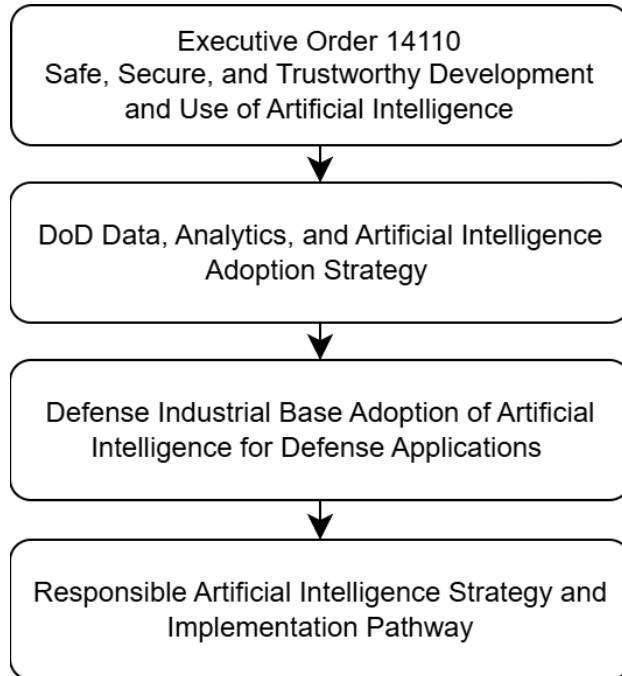 Executive Order 14110
Safe, Secure, and Trustworthy Development
and Use of Artificial Intelligence
DoD Data, Analytics, and Artificial Intelligence
Adoption Strategy
Defense Industrial Base Adoption of Artificial
Intelligence for Defense Applications
Responsible Artificial Intelligence Strategy and
Implementation Pathway